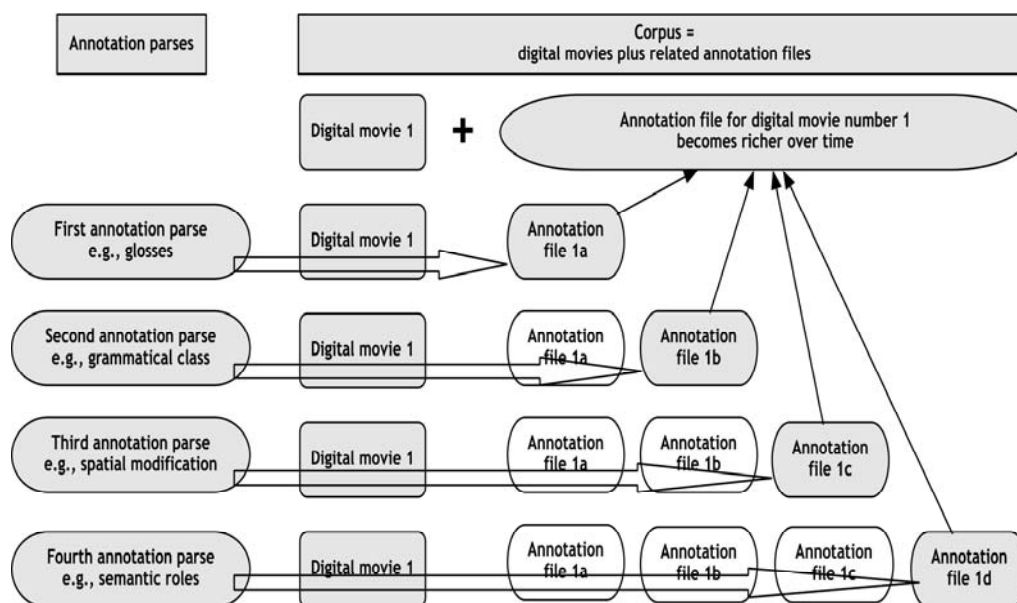 Annotation parses
Corpus =
digital movies plus related annotation files
Digital movie 1
+
Annotation file for digital movie number 1
becomes richer over time
First annotation parse
e.g., glosses
Digital movie 1
Annotation
file 1a
Second annotation parse
e.g., grammatical class
Digital movie 1
Annotation
file 1a
Annotation
file 1b
Third annotation parse
e.g., spatial modification
Digital movie 1
Annotation
file 1a
Annotation
file 1b
Annotation
file 1c
Fourth annotation parse
e.g., semantic roles
Digital movie 1
Annotation
file 1a
Annotation
file 1b
Annotation
file 1c
Annotation
file 1d